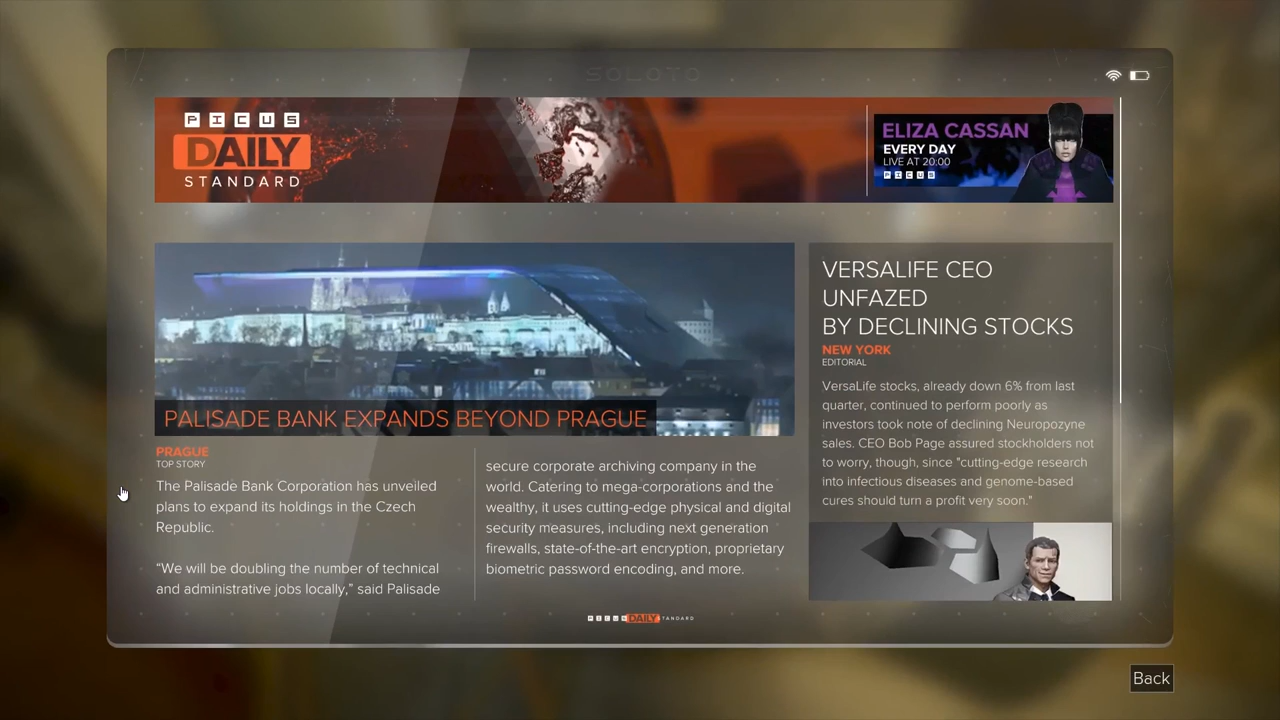 SOLOTO
PICUS
DAILY
STANDARD
ELIZA CASSAN
EVERY DAY
LIVE AT 20:00
PICUS
PALISADE BANK EXPANDS BEYOND PRAGUE
PRAGUE
TOP STORY
The Palisade Bank Corporation has unveiled
plans to expand its holdings in the Czech
Republic.
“We will be doubling the number of technical
and administrative jobs locally,” said Palisade
secure corporate archiving company in the
world. Catering to mega-corporations and the
wealthy, it uses cutting-edge physical and digital
security measures, including next generation
firewalls, state-of-the-art encryption, proprietary
biometric password encoding, and more.
VERSALIFE CEO
UNFAZED
BY DECLINING STOCKS
NEW YORK
EDITORIAL
VersaLife stocks, already down 6% from last
quarter, continued to perform poorly as
investors took note of declining Neuropozyne
sales. CEO Bob Page assured stockholders not
to worry, though, since "cutting-edge research
into infectious diseases and genome-based
cures should turn a profit very soon."
PICUS DAILY STANDARD
Back